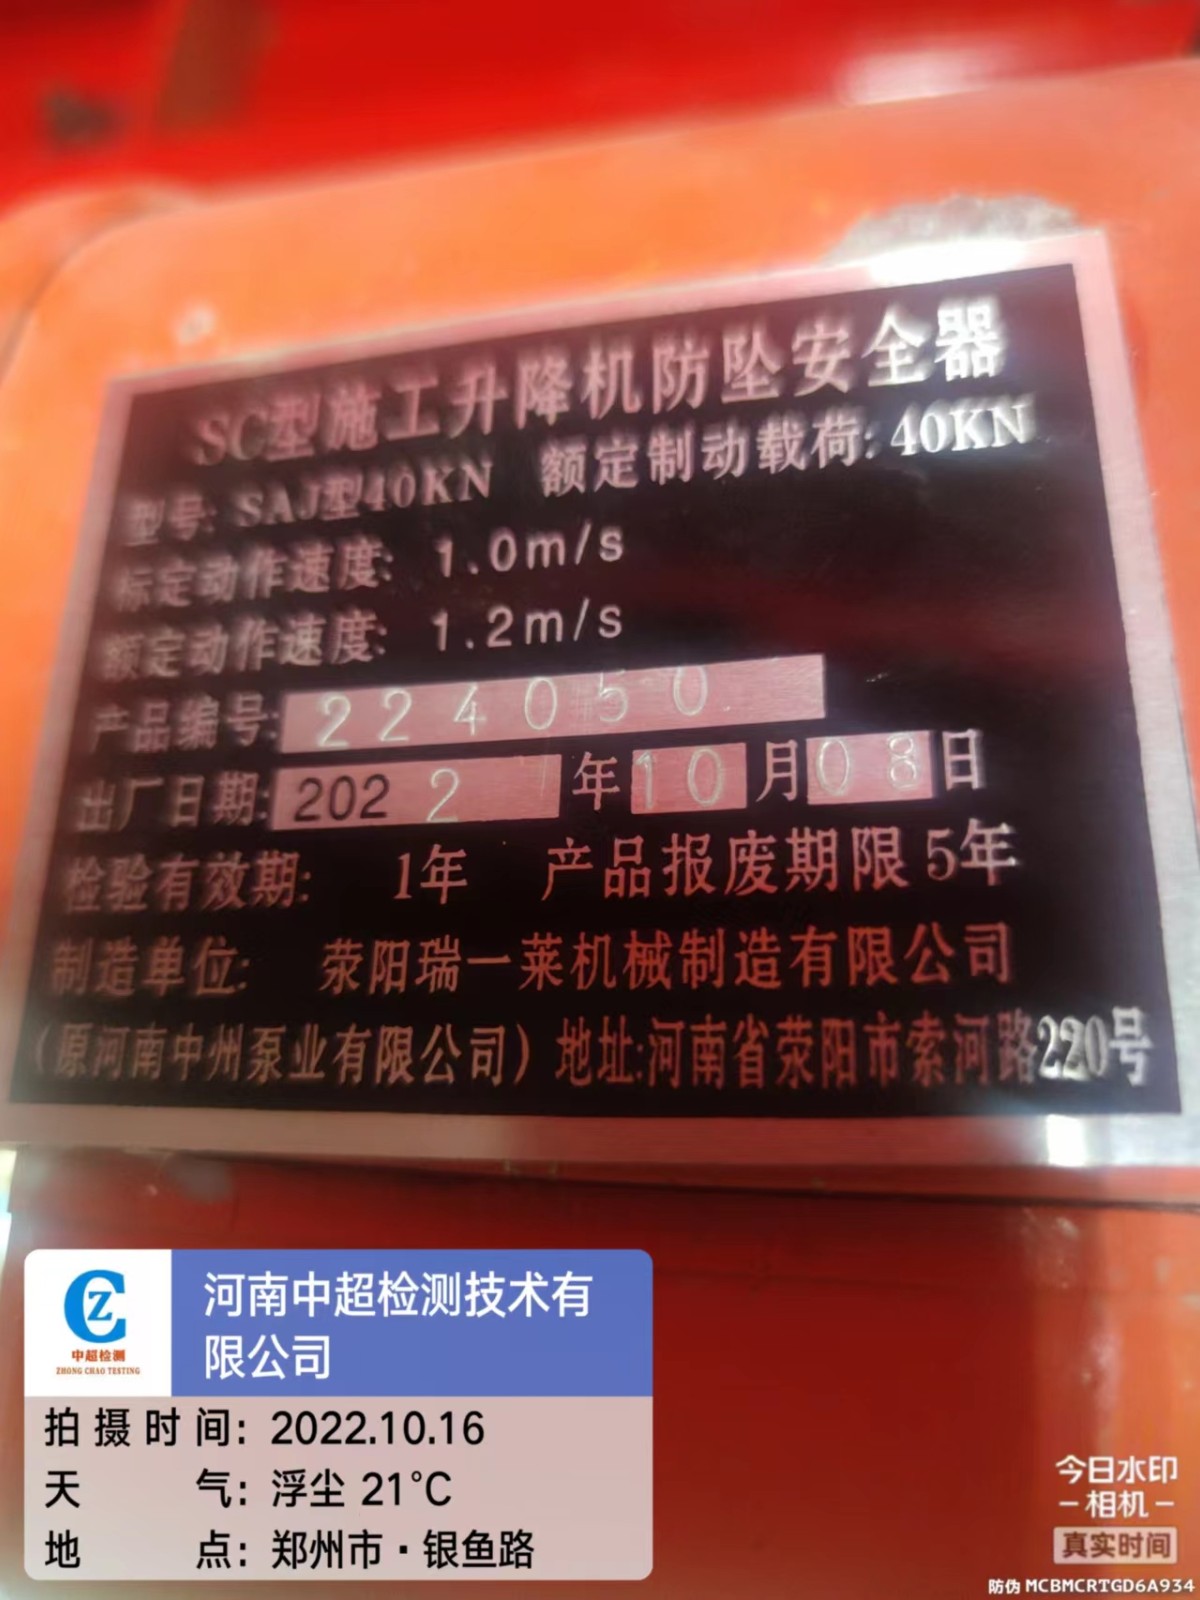 SC型施工升降机防坠安全器
型号: SAJ型40KN 额定制动载荷: 40KN
标定动作速度: 1.0m/s
额定动作速度: 1.2m/s
产品编号: 224050
出厂日期: 2022年10月08日
检验有效期: 1年 产品报废期限5年
制造单位: 荥阳瑞一莱机械制造有限公司
(原河南中州泵业有限公司) 地址:河南省荥阳市索河路220号
河南中超检测技术有
限公司
中超检测
ZHONG CHAO TESTING
拍摄时间: 2022.10.16
天气: 浮尘 21℃
地点: 郑州市·银鱼路
今日水印
-相机-
真实时间
防伪 MCBMCRTGD6A934